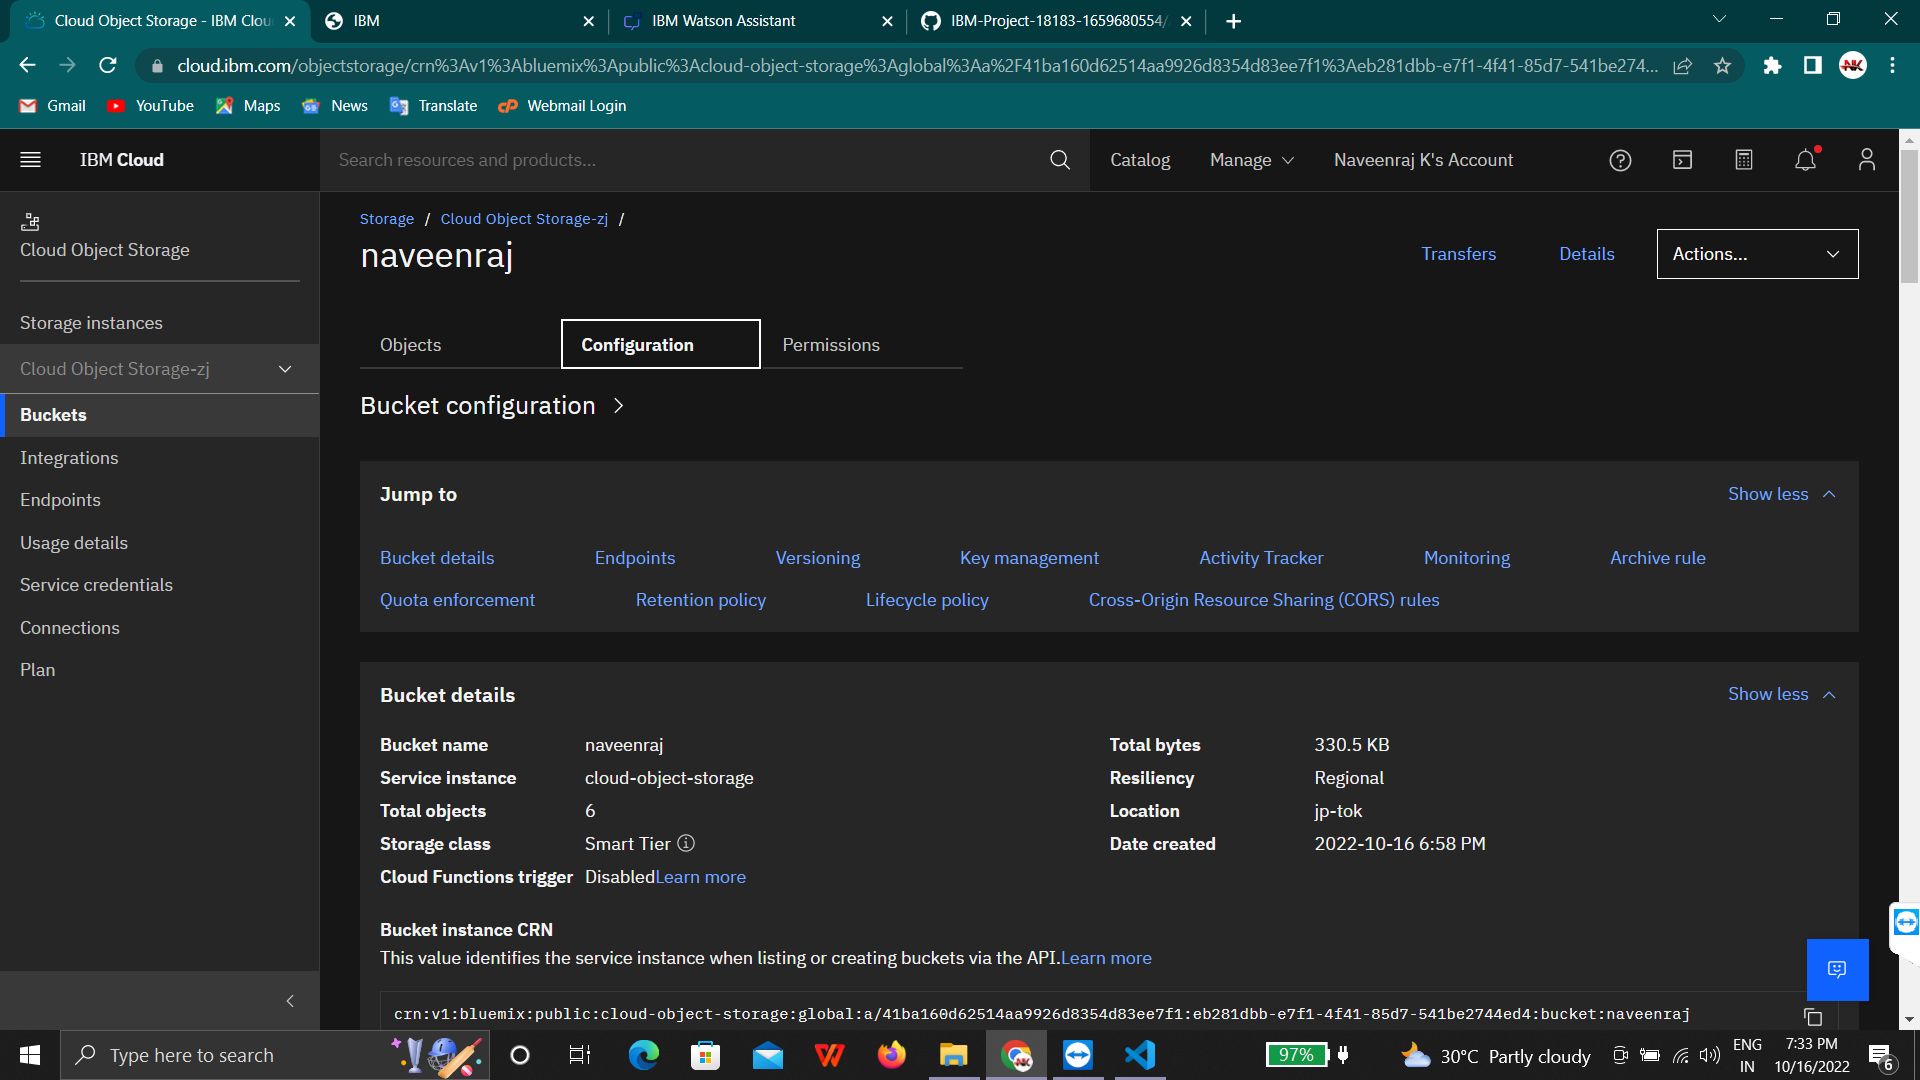 Cloud Object Storage - IBM Clou
IBM
IBM Watson Assistant
IBM-Project-18183-1659680554/
cloud.ibm.com/objectstorage/crn%3Av1%3Abluemix%3Apublic%3Acloud-object-storage%3Aglobal%3Aa%2F41ba160d62514aa9926d8354d83ee7f1%3Aeb281dbb-e7f1-4f41-85d7-541be274...
NK
Gmail
YouTube
Maps
News
Translate
Webmail Login
IBM Cloud
Search resources and products...
Catalog
Manage
Naveenraj K's Account
Cloud Object Storage
Storage instances
Cloud Object Storage-zj
Buckets
Integrations
Endpoints
Usage details
Service credentials
Connections
Plan
Storage / Cloud Object Storage-zj /
naveenraj
Transfers
Details
Actions...
Objects
Configuration
Permissions
Bucket configuration
Jump to
Show less
Bucket details
Endpoints
Versioning
Key management
Activity Tracker
Monitoring
Archive rule
Quota enforcement
Retention policy
Lifecycle policy
Cross-Origin Resource Sharing (CORS) rules
Bucket details
Show less
Bucket name naveenraj
Total bytes 330.5 KB
Service instance cloud-object-storage
Resiliency Regional
Total objects 6
Location jp-tok
Storage class Smart Tier
Date created 2022-10-16 6:58 PM
Cloud Functions trigger DisabledLearn more
Bucket instance CRN
This value identifies the service instance when listing or creating buckets via the API.Learn more
crn:v1:bluemix:public:cloud-object-storage:global:a/41ba160d62514aa9926d8354d83ee7f1:eb281dbb-e7f1-4f41-85d7-541be2744ed4:bucket:naveenraj
Type here to search
97%
30°C Partly cloudy
ENG
IN
7:33 PM
10/16/2022
6